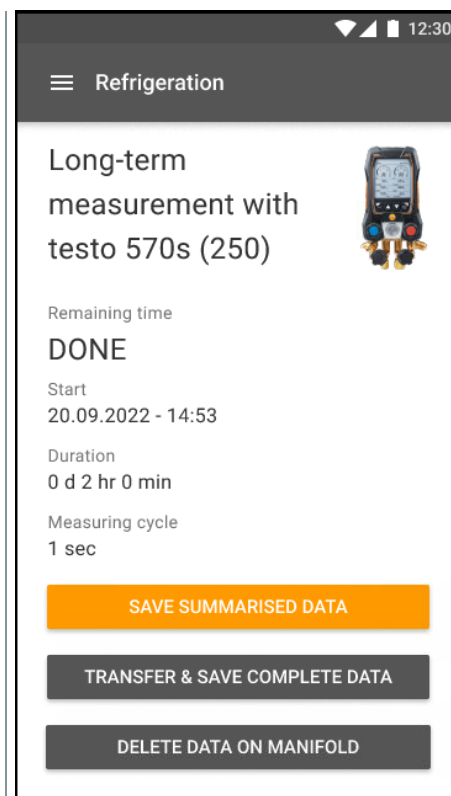 12:30
Refrigeration
Long-term
measurement with
testo 570s (250)
Remaining time
DONE
Start
20.09.2022 - 14:53
Duration
0 d 2 hr 0 min
Measuring cycle
1 sec
SAVE SUMMARISED DATA
TRANSFER & SAVE COMPLETE DATA
DELETE DATA ON MANIFOLD